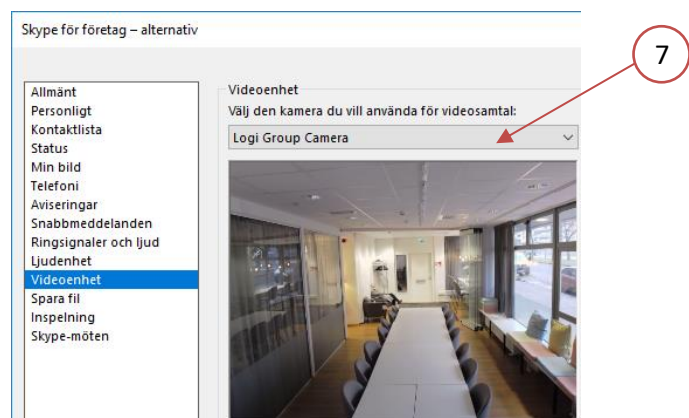 Skype för företag – alternativ
7
Allmänt
Personligt
Kontaktlista
Status
Min bild
Telefoni
Aviseringar
Snabbmeddelanden
Ringsignaler och ljud
Ljudenhet
Videoenhet
Spara fil
Inspelning
Skype-möten
Videoenhet
Välj den kamera du vill använda för videosamtal:
Logi Group Camera